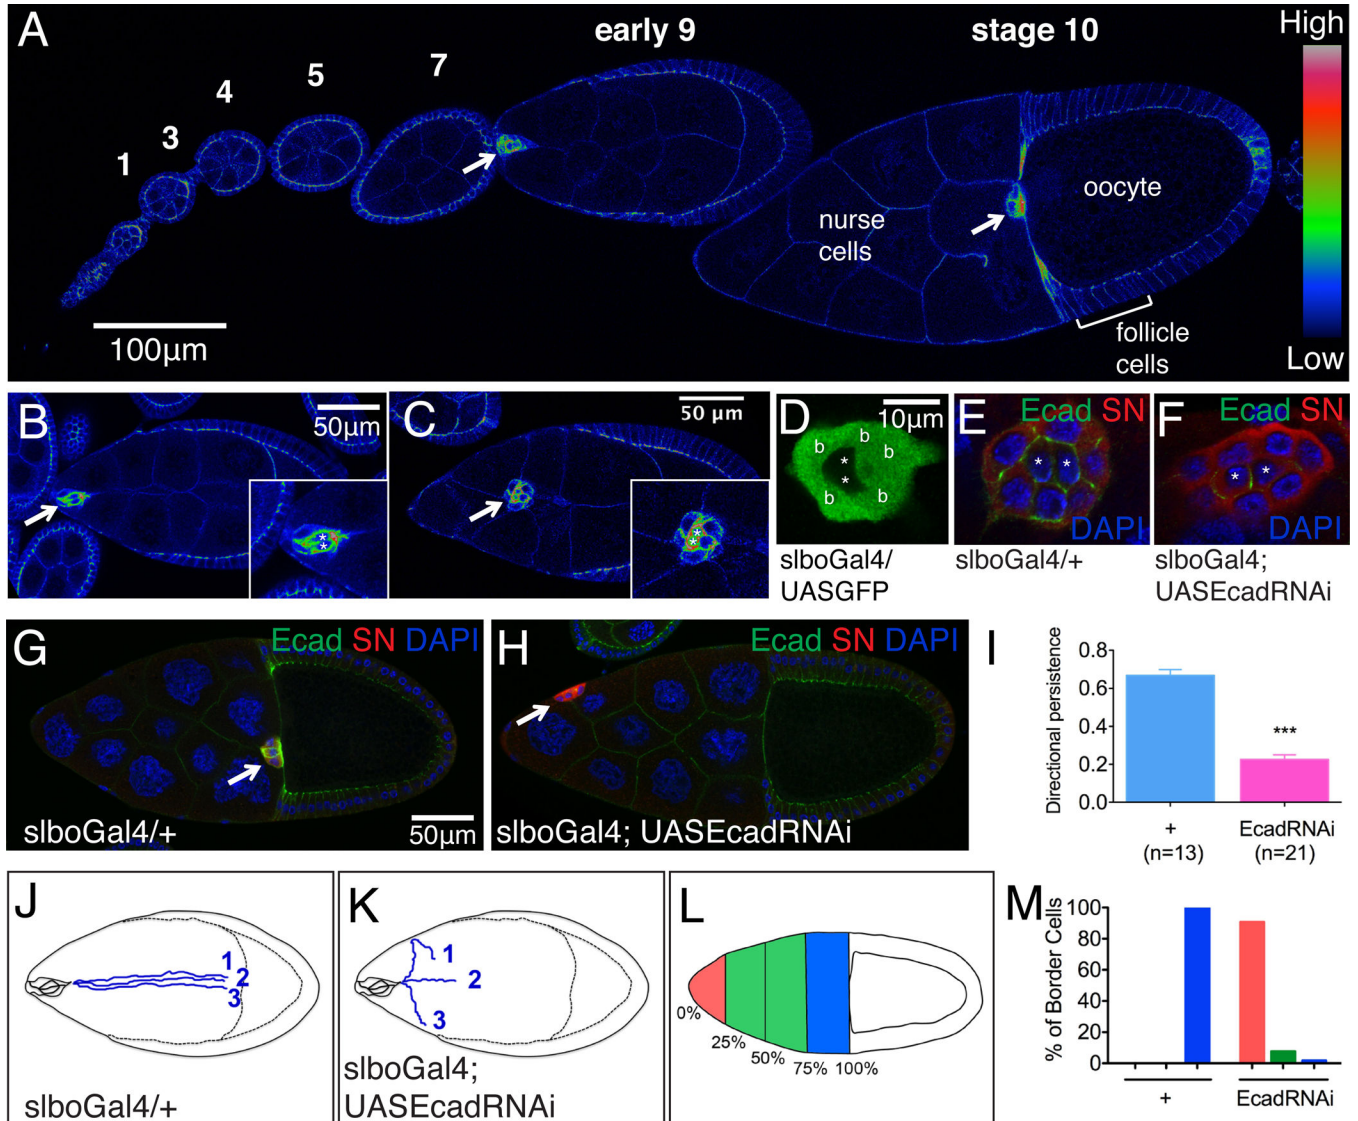 A
early 9
stage 10
High
7
5
4
3
1
oocyte
nurse
cells
follicle
cells
100µm
Low
B
50µm
*
*
C
50 µm
*
*
D
10µm
b
b
b
b
b
*
*
slboGal4/
UASGFP
E
Ecad SN
* *
DAPI
slboGal4/+
F
Ecad SN
* *
DAPI
slboGal4;
UASEcadRNAi
G
Ecad SN DAPI
slboGal4/+
50µm
H
Ecad SN DAPI
slboGal4; UASEcadRNAi
I
Directional persistence
0.8
0.6
0.4
0.2
0.0
***
+
(n=13)
EcadRNAi
(n=21)
J
1
2
3
slboGal4/+
K
1
2
3
slboGal4;
UASEcadRNAi
L
0%
25%
50%
75%
100%
M
% of Border Cells
100
80
60
40
20
0
+
EcadRNAi